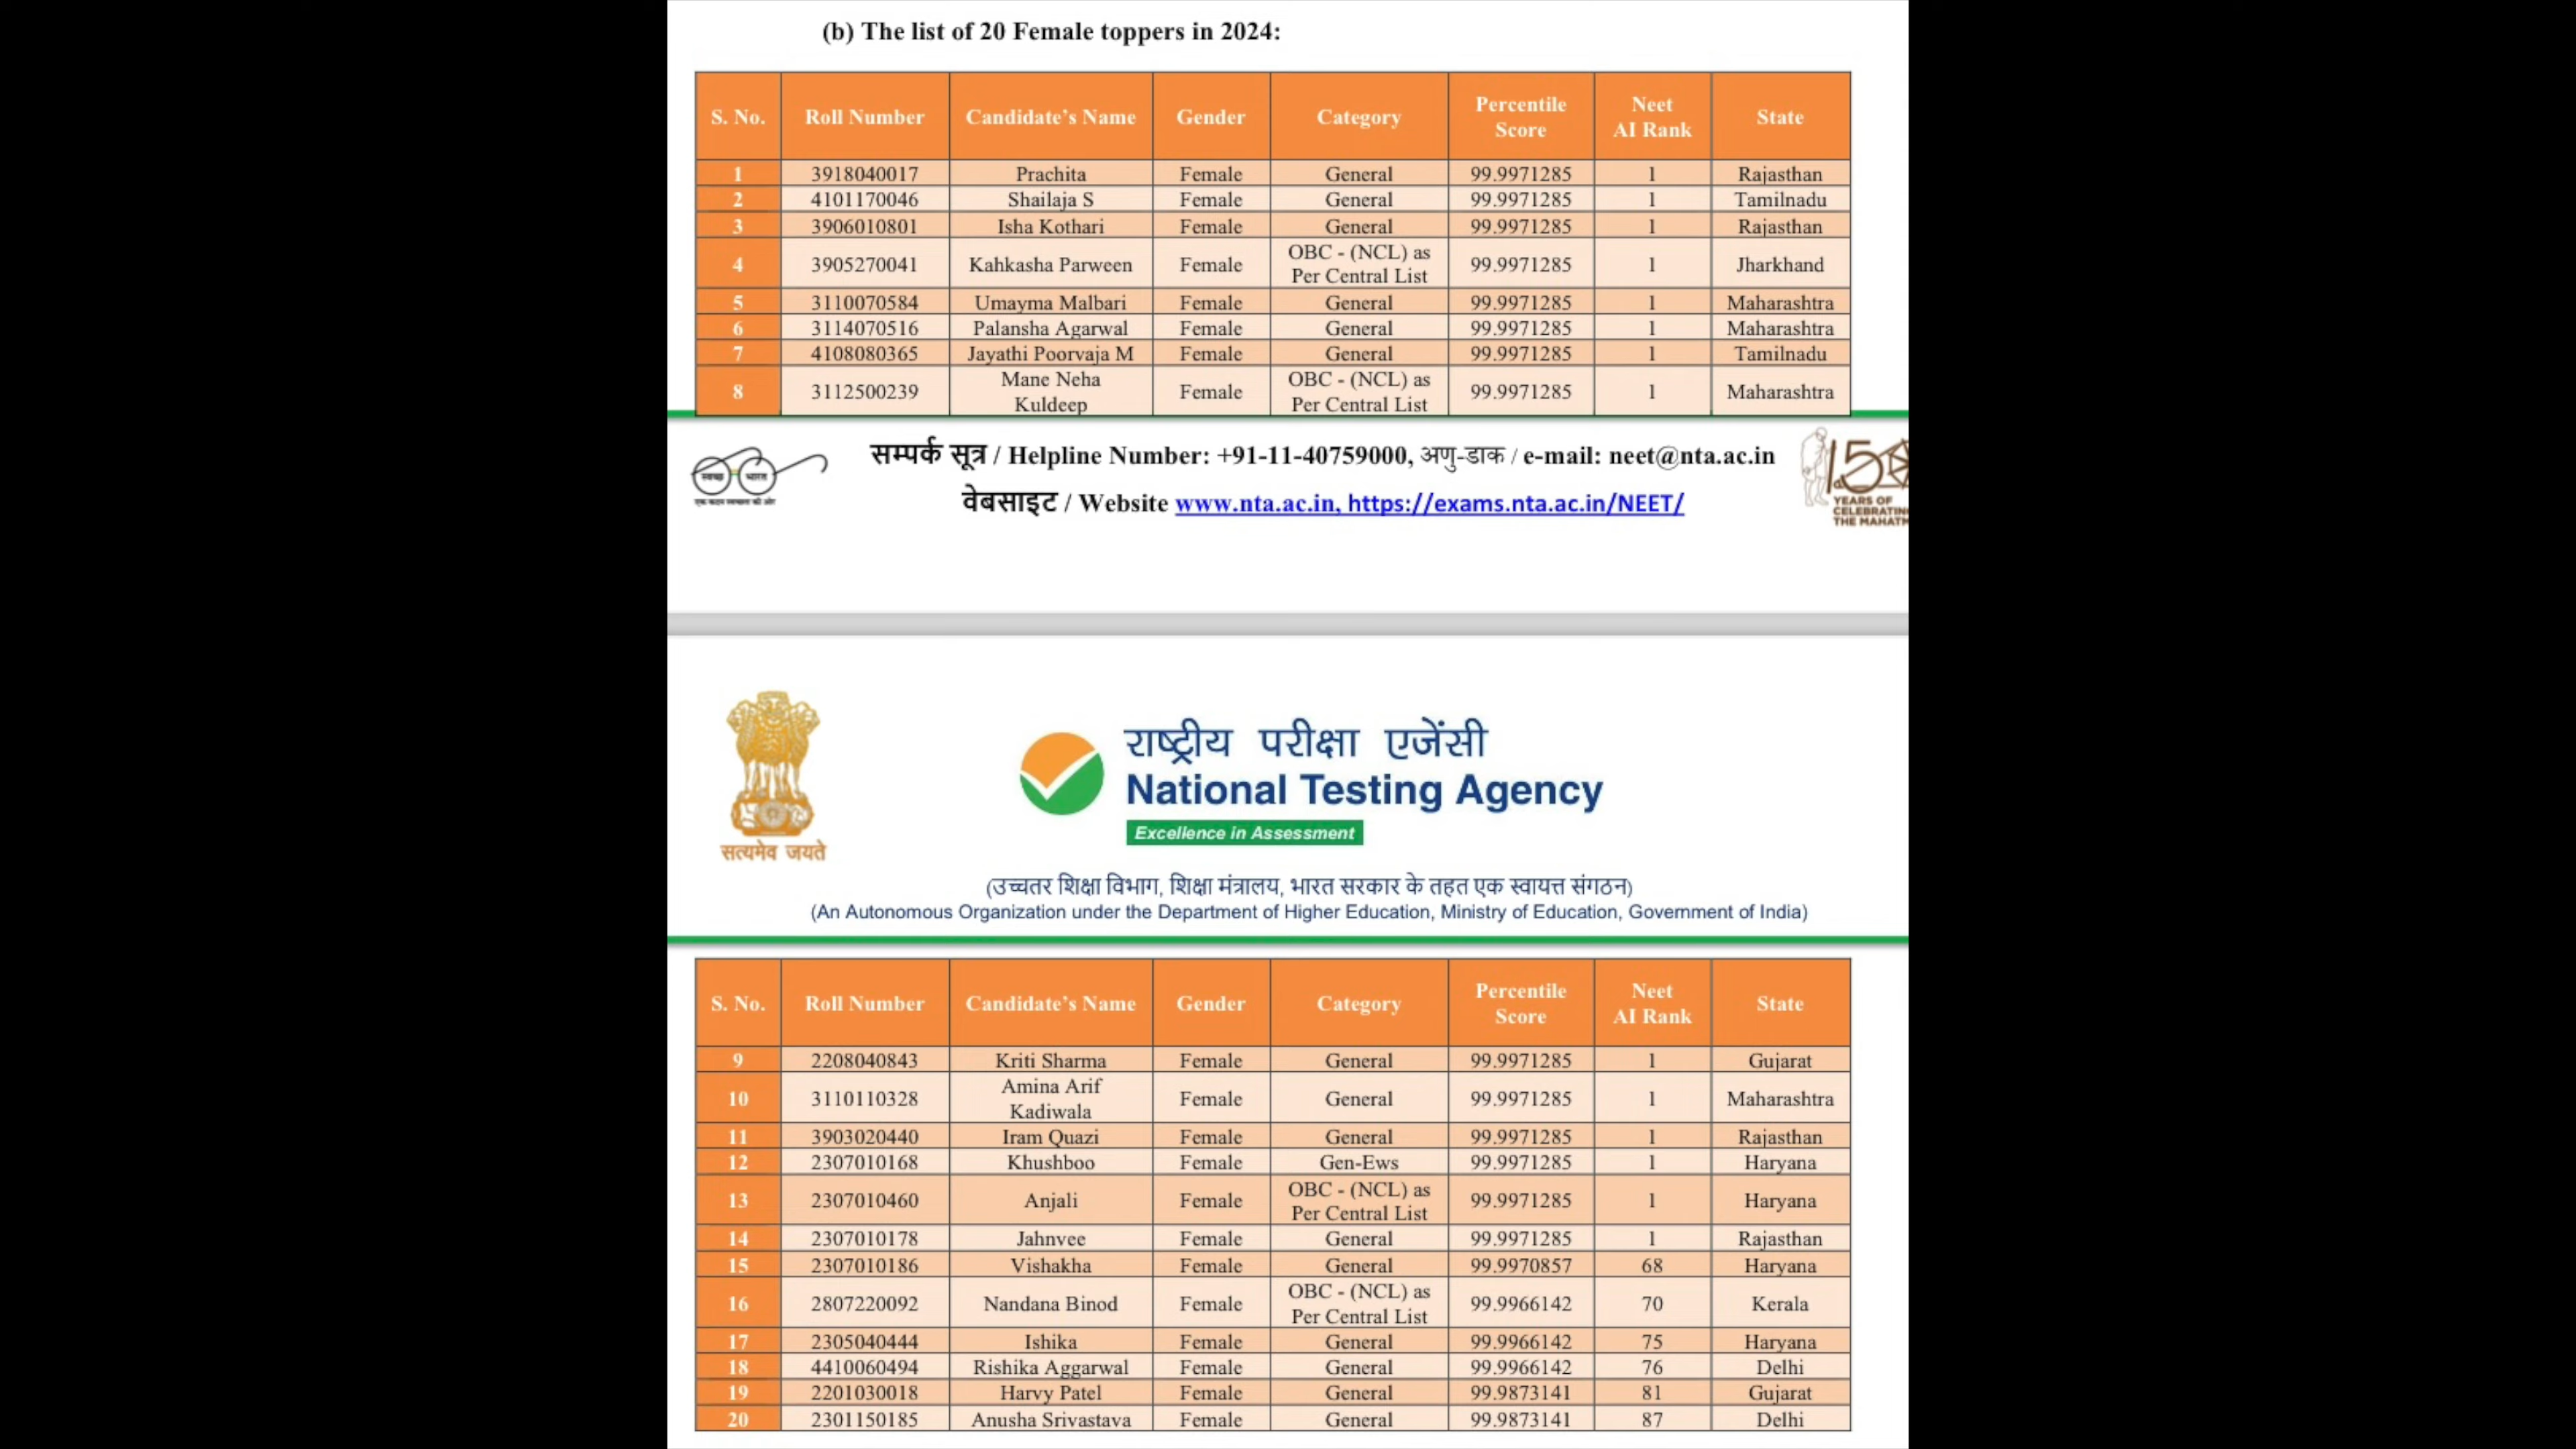 (b) The list of 20 Female toppers in 2024:
S. No. Roll Number Candidate's Name Gender Category Percentile Score Neet AI Rank State
1 3918040017 Prachita Female General 99.9971285 1 Rajasthan
2 4101170046 Shailaja S Female General 99.9971285 1 Tamilnadu
3 3906010801 Isha Kothari Female General 99.9971285 1 Rajasthan
4 3905270041 Kahkasha Parween Female OBC - (NCL) as Per Central List 99.9971285 1 Jharkhand
5 3110070584 Umayma Malbari Female General 99.9971285 1 Maharashtra
6 3114070516 Palansha Agarwal Female General 99.9971285 1 Maharashtra
7 4108080365 Jayathi Poorvaja M Female General 99.9971285 1 Tamilnadu
8 3112500239 Mane Neha Kuldeep Female OBC - (NCL) as Per Central List 99.9971285 1 Maharashtra
स्वच्छ भारत
एक कदम स्वच्छता की ओर
सम्पर्क सूत्र / Helpline Number: +91-11-40759000, अणु-डाक / e-mail: neet@nta.ac.in
वेबसाइट / Website www.nta.ac.in, https://exams.nta.ac.in/NEET/
150
YEARS OF
CELEBRATIN
THE MAHAT
सत्यमेव जयते
राष्ट्रीय परीक्षा एजेंसी
National Testing Agency
Excellence in Assessment
(उच्चतर शिक्षा विभाग, शिक्षा मंत्रालय, भारत सरकार के तहत एक स्वायत्त संगठन)
(An Autonomous Organization under the Department of Higher Education, Ministry of Education, Government of India)
S. No. Roll Number Candidate's Name Gender Category Percentile Score Neet AI Rank State
9 2208040843 Kriti Sharma Female General 99.9971285 1 Gujarat
10 3110110328 Amina Arif Kadiwala Female General 99.9971285 1 Maharashtra
11 3903020440 Iram Quazi Female General 99.9971285 1 Rajasthan
12 2307010168 Khushboo Female Gen-Ews 99.9971285 1 Haryana
13 2307010460 Anjali Female OBC - (NCL) as Per Central List 99.9971285 1 Haryana
14 2307010178 Jahnvee Female General 99.9971285 1 Rajasthan
15 2307010186 Vishakha Female General 99.9970857 68 Haryana
16 2807220092 Nandana Binod Female OBC - (NCL) as Per Central List 99.9966142 70 Kerala
17 2305040444 Ishika Female General 99.9966142 75 Haryana
18 4410060494 Rishika Aggarwal Female General 99.9966142 76 Delhi
19 2201030018 Harvy Patel Female General 99.9873141 81 Gujarat
20 2301150185 Anusha Srivastava Female General 99.9873141 87 Delhi